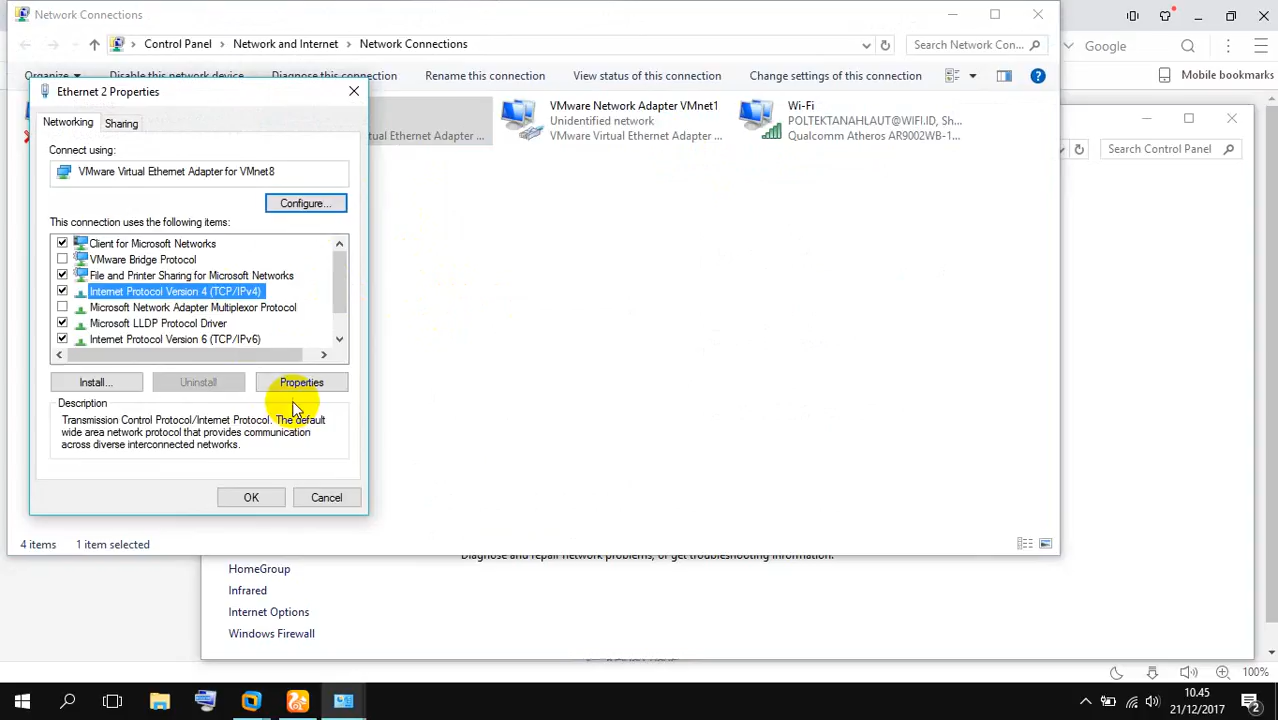 Network Connections
Control Panel > Network and Internet > Network Connections
Search Network Con...
Google
Organize
Disable this network device
Diagnose this connection
Rename this connection
View status of this connection
Change settings of this connection
Mobile bookmarks
Ethernet 2 Properties
Networking
Sharing
Connect using:
VMware Virtual Ethernet Adapter for VMnet8
Configure...
This connection uses the following items:
Client for Microsoft Networks
VMware Bridge Protocol
File and Printer Sharing for Microsoft Networks
Internet Protocol Version 4 (TCP/IPv4)
Microsoft Network Adapter Multiplexor Protocol
Microsoft LLDP Protocol Driver
Internet Protocol Version 6 (TCP/IPv6)
Install...
Uninstall
Properties
Description
Transmission Control Protocol/Internet Protocol. The default
wide area network protocol that provides communication
across diverse interconnected networks.
OK
Cancel
Virtual Ethernet Adapter ...
VMware Network Adapter VMnet1
Unidentified network
VMware Virtual Ethernet Adapter ...
Wi-Fi
POLTEKTANAHLAUT@WIFI.ID, Sh...
Qualcomm Atheros AR9002WB-1...
Search Control Panel
4 items
1 item selected
Diagnose and repair network problems, or get troubleshooting information.
HomeGroup
Infrared
Internet Options
Windows Firewall
100%
10.45
21/12/2017
2